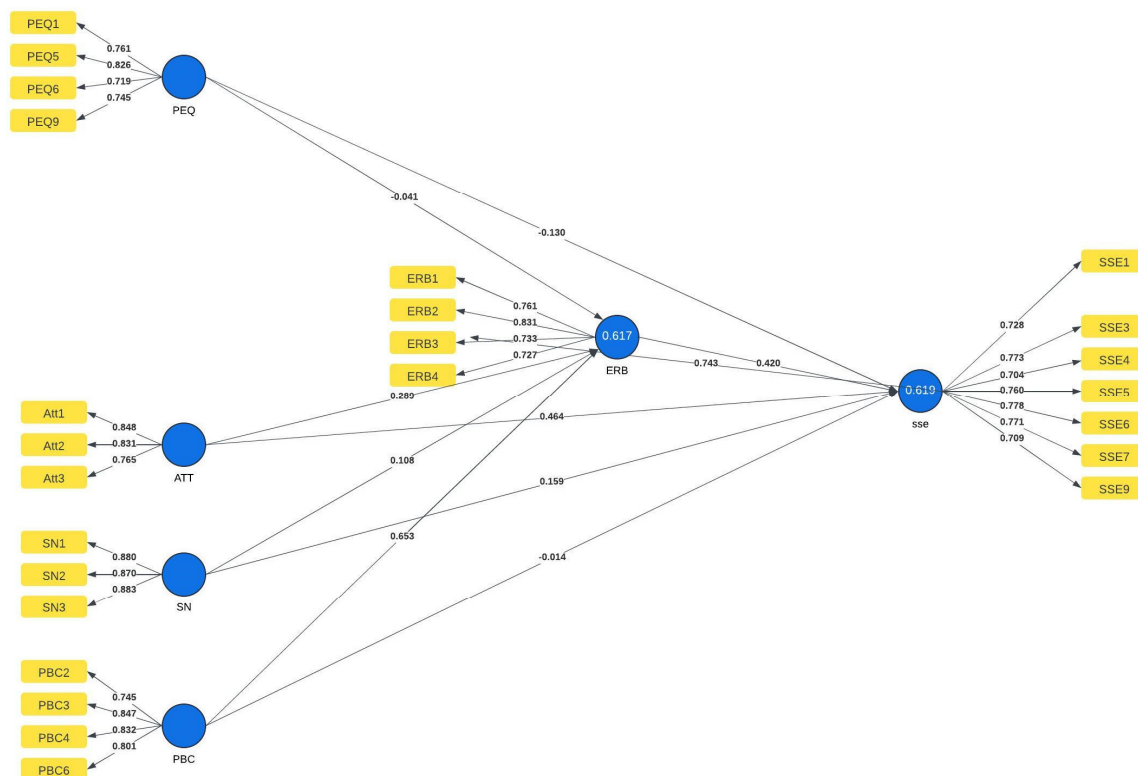 PEQ1
PEQ5
PEQ6
PEQ9
0.761
0.826
0.719
0.745
PEQ
-0.041
-0.130
ERB1
ERB2
ERB3
ERB4
0.761
0.831
0.733
0.727
0.617
ERB
0.743
0.420
0.619
sse
0.728
0.773
0.704
0.760
0.778
0.771
0.709
SSE1
SSE3
SSE4
SSE5
SSE6
SSE7
SSE9
Att1
Att2
Att3
0.848
0.831
0.765
ATT
0.289
0.464
0.108
0.159
SN1
SN2
SN3
0.880
0.870
0.883
SN
0.653
-0.014
PBC2
PBC3
PBC4
PBC6
0.745
0.847
0.832
0.801
PBC